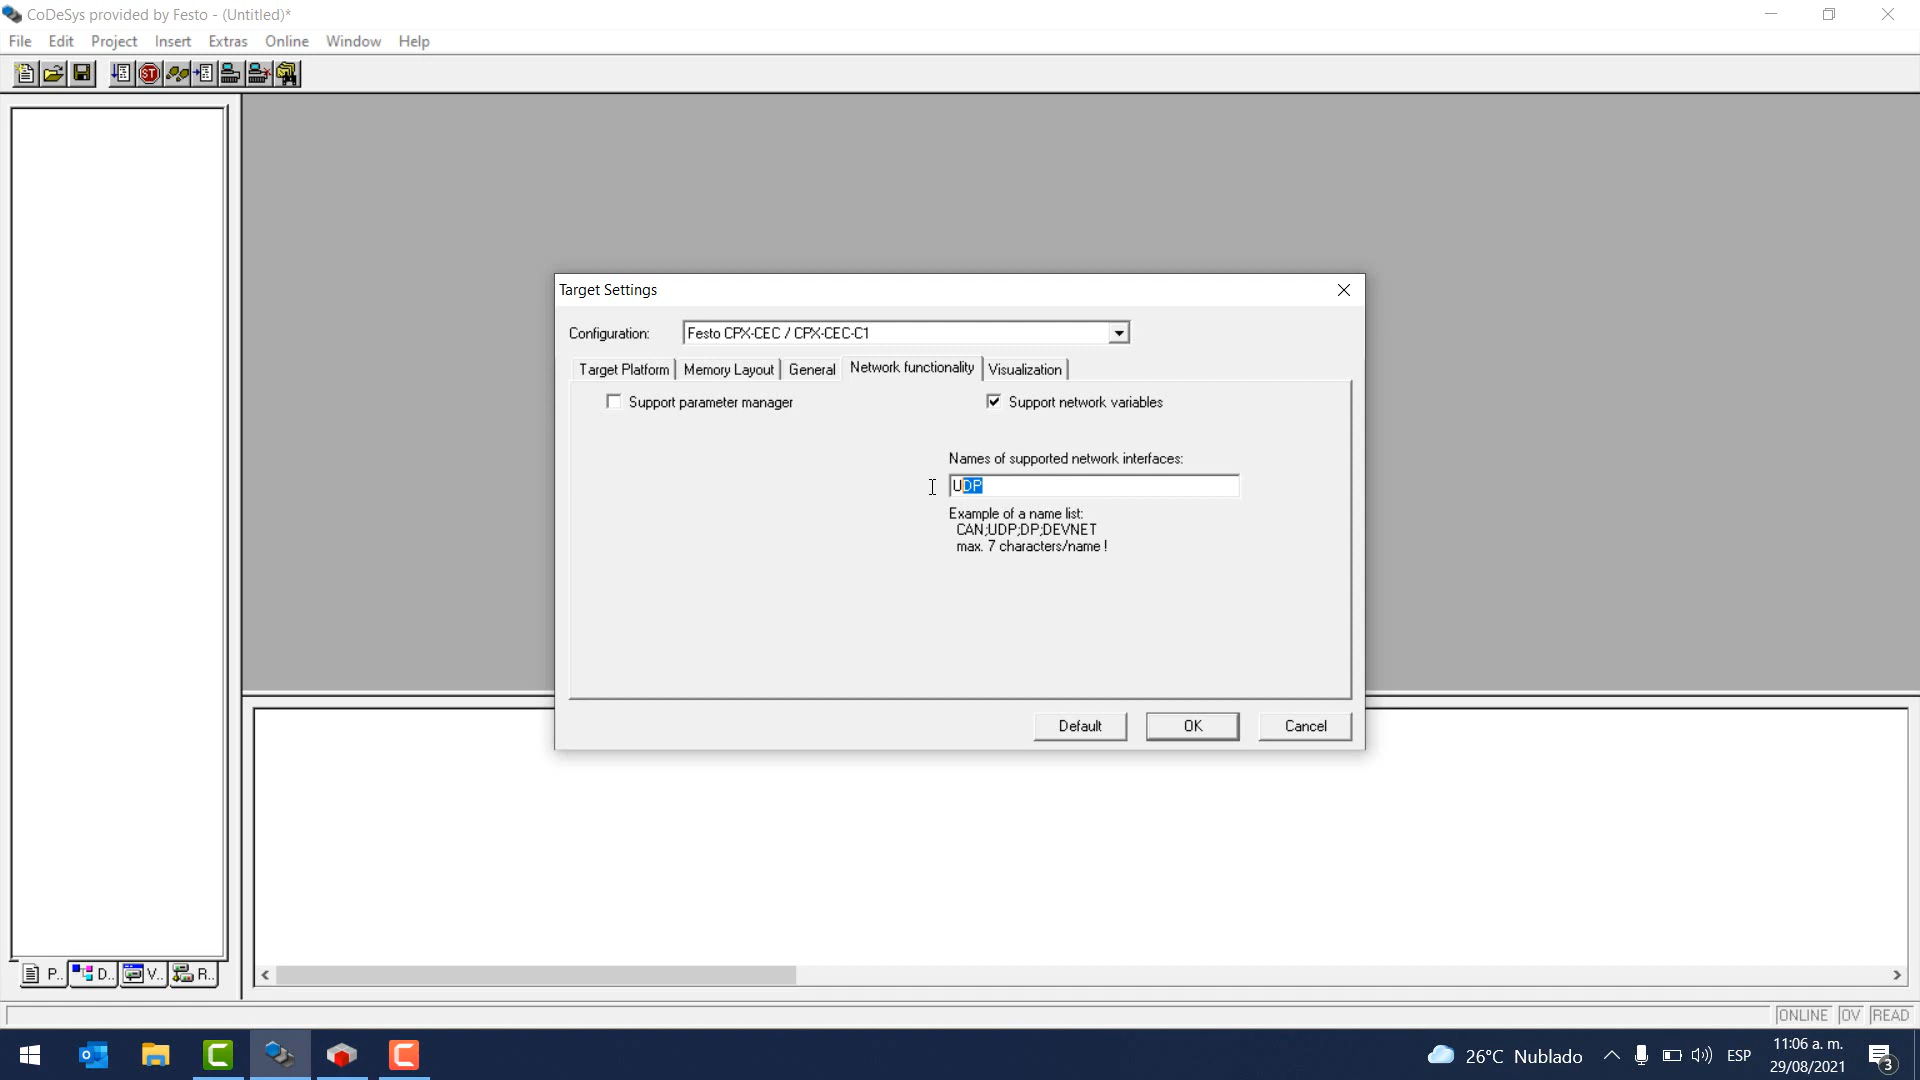 CoDeSys provided by Festo - (Untitled)*
File Edit Project Insert Extras Online Window Help
ST
Target Settings
Configuration: Festo CPX-CEC / CPX-CEC-C1
Target Platform Memory Layout General Network functionality Visualization
Support parameter manager Support network variables
Names of supported network interfaces:
UDP
Example of a name list:
CAN;UDP;DP;DEVNET
max. 7 characters/name !
Default OK Cancel
P.. D.. V.. R..
ONLINE OV READ
26°C Nublado ESP 11:06 a. m.
29/08/2021
3